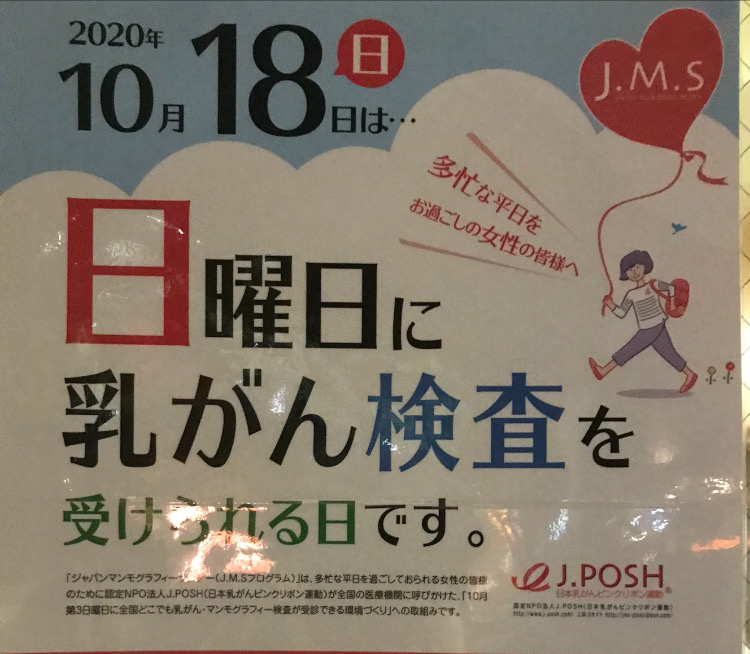 2020年
10月18日は…
日
J.M.S
多忙な平日を
お過ごしの女性の皆様へ
日曜日に
乳がん検査を
受けられる日です。
「ジャパンマンモグラフィーサンデー(J.M.Sプログラム)」は、多忙な平日を過ごしておられる女性の皆様
のために認定NPO法人J.POSH(日本乳がんピンクリボン運動)が全国の医療機関に呼びかけた、「10月
第3日曜日に全国どこでも乳がん・マンモグラフィー検査が受診できる環境づくり」への取組みです。
J.POSH
日本乳がんピンクリボン運動®
認定NPO法人J.POSH(日本乳がんピンクリボン運動)
http://www.j-posh.com/ J.M.Sサイト